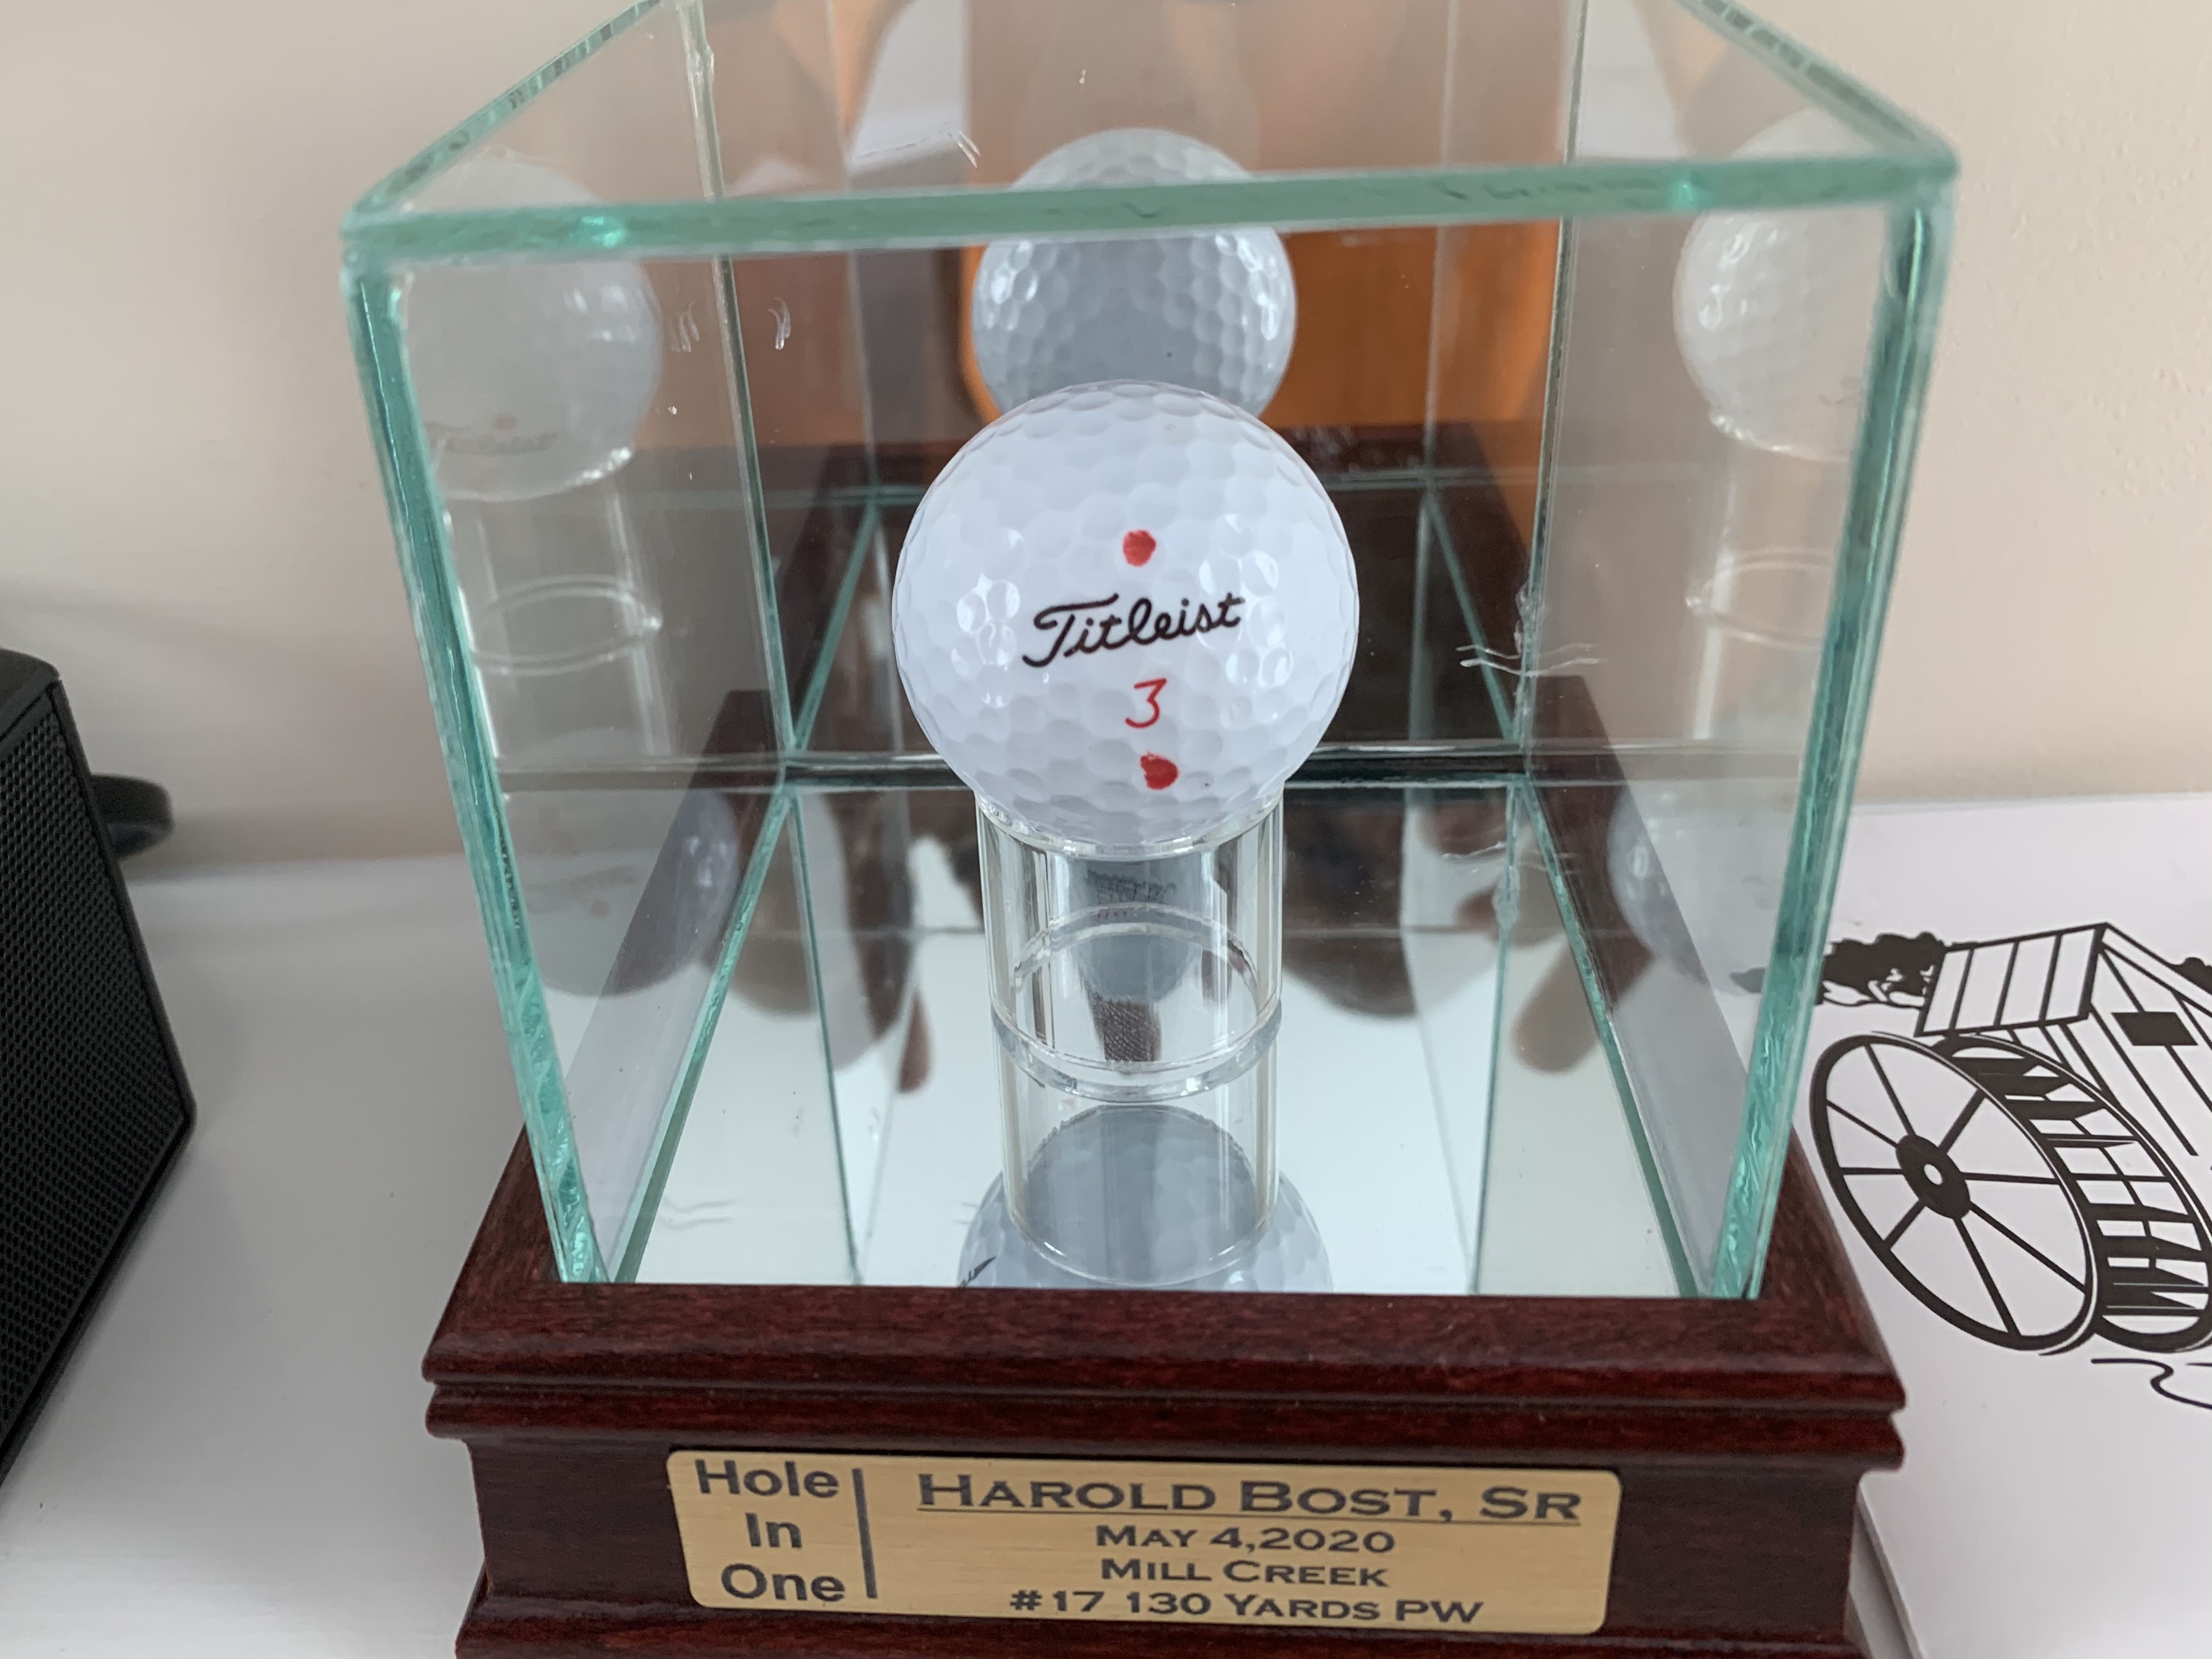 Titleist
3
Hole
In
One
HAROLD BOST, SR
MAY 4,2020
MILL CREEK
#17 130 YARDS PW